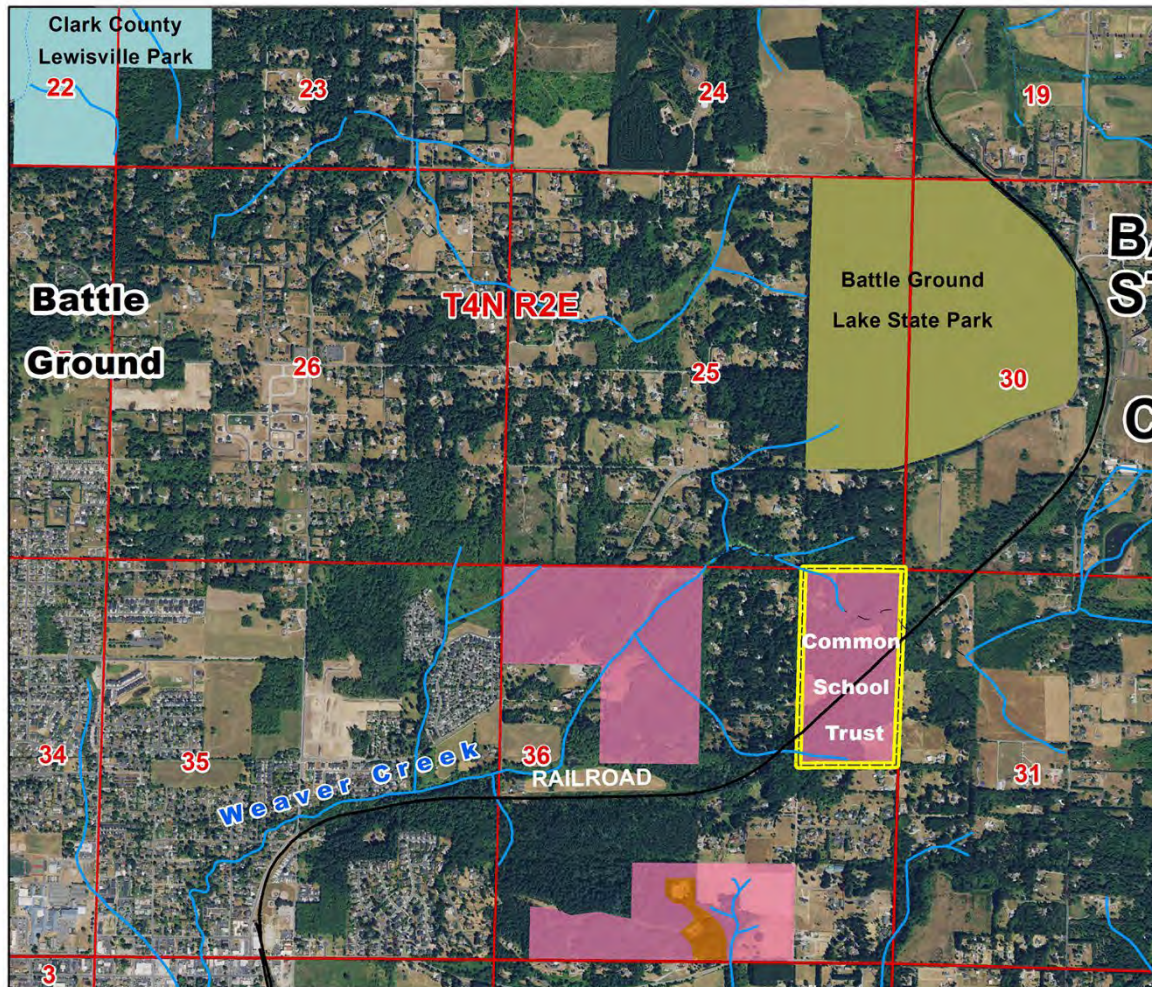 Clark County
Lewisville Park
22
23
24
19
Battle Ground
Lake State Park
Battle
Ground
T4N R2E
26
25
30
Common
School
Trust
34
35
Weaver Creek
36
RAILROAD
31
3